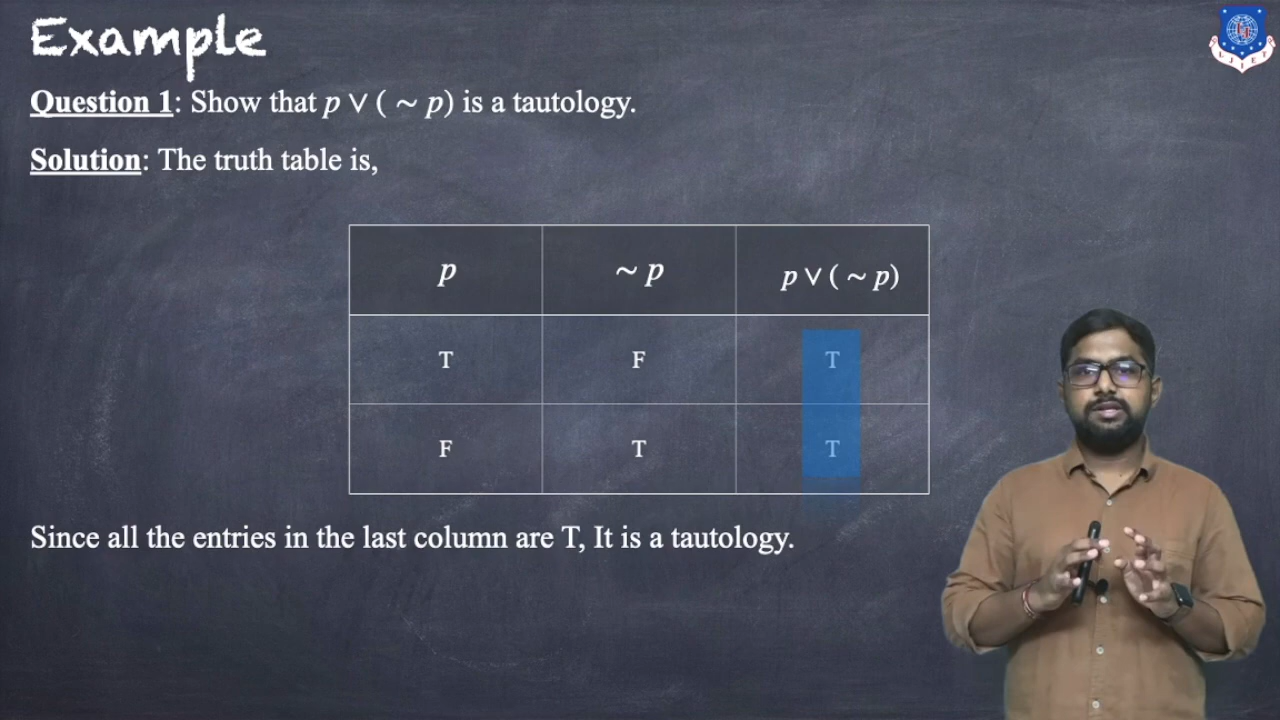 Example
Question 1: Show that p ∨ ( ~ p) is a tautology.
Solution: The truth table is,
p ~ p p ∨ ( ~ p)
T F T
F T T
Since all the entries in the last column are T, It is a tautology.